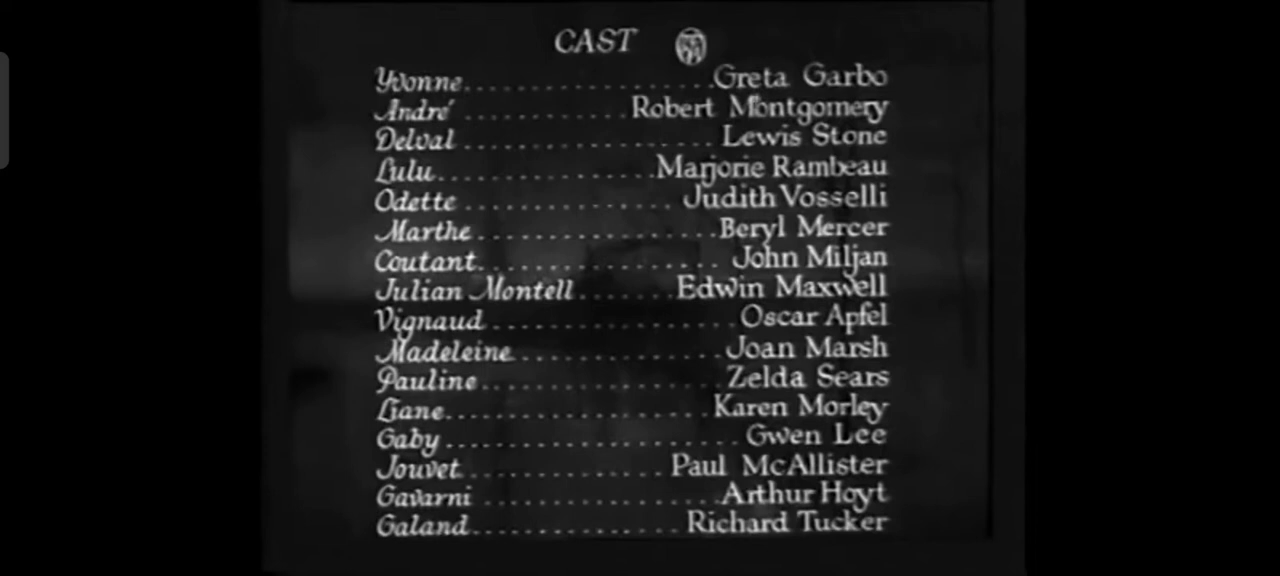 CAST
Yvonne......................Greta Garbo
André ............Robert Montgomery
Delval .................. Lewis Stone
Lulu................Marjorie Rambeau
Odette ............... Judith Vosselli
Marthe.................Beryl Mercer
Coutant................. John Miljan
Julian Montell.......Edwin Maxwell
Vignaud..................Oscar Apfel
Madeleine...............Joan Marsh
Pauline..................Zelda Sears
Liane....................Karen Morley
Gaby ..................... Gwen Lee
Jouvet.............. Paul McAllister
Gavarni .................Arthur Hoyt
Galand................Richard Tucker